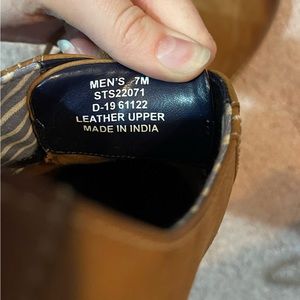 MEN'S 7M
STS22071
D-19 61122
LEATHER UPPER
MADE IN INDIA